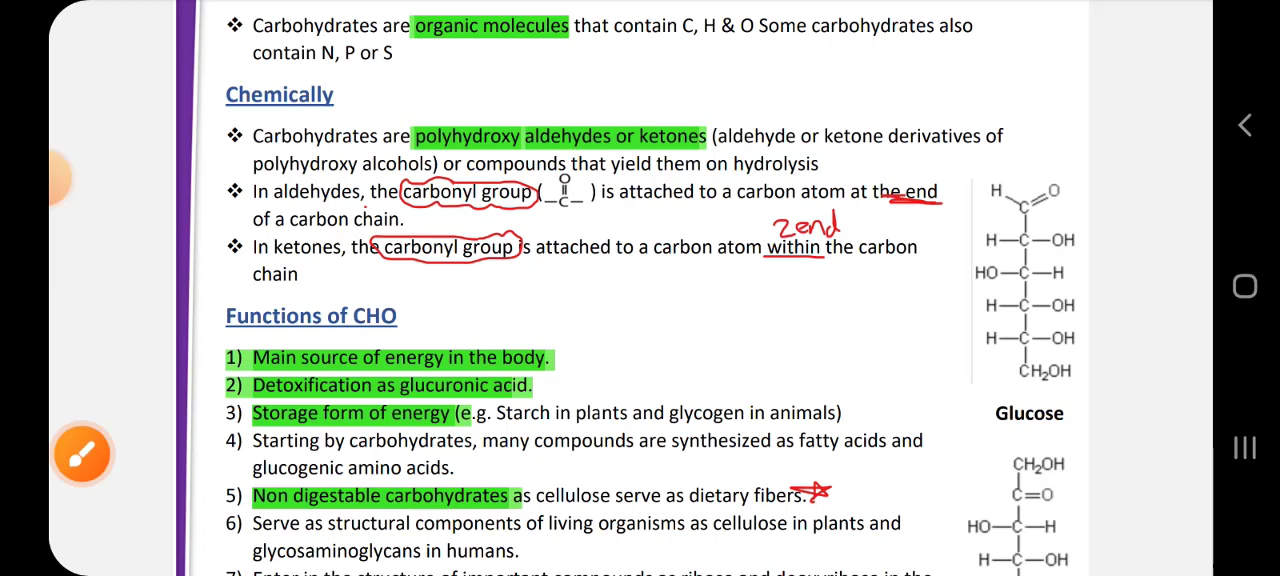 ❖ Carbohydrates are organic molecules that contain C, H & O Some carbohydrates also
contain N, P or S
Chemically
❖ Carbohydrates are polyhydroxy aldehydes or ketones (aldehyde or ketone derivatives of
polyhydroxy alcohols) or compounds that yield them on hydrolysis
O
❖ In aldehydes, the carbonyl group ( –C– ) is attached to a carbon atom at the end
of a carbon chain.
2end
❖ In ketones, the carbonyl group is attached to a carbon atom within the carbon
chain
Functions of CHO
1) Main source of energy in the body.
2) Detoxification as glucuronic acid.
3) Storage form of energy (e.g. Starch in plants and glycogen in animals)
4) Starting by carbohydrates, many compounds are synthesized as fatty acids and
glucogenic amino acids.
5) Non digestable carbohydrates as cellulose serve as dietary fibers.
6) Serve as structural components of living organisms as cellulose in plants and
glycosaminoglycans in humans.
H O
C
H—C—OH
HO—C—H
H—C—OH
H—C—OH
CH₂OH
Glucose
CH₂OH
C=O
HO—C—H
H—C—OH